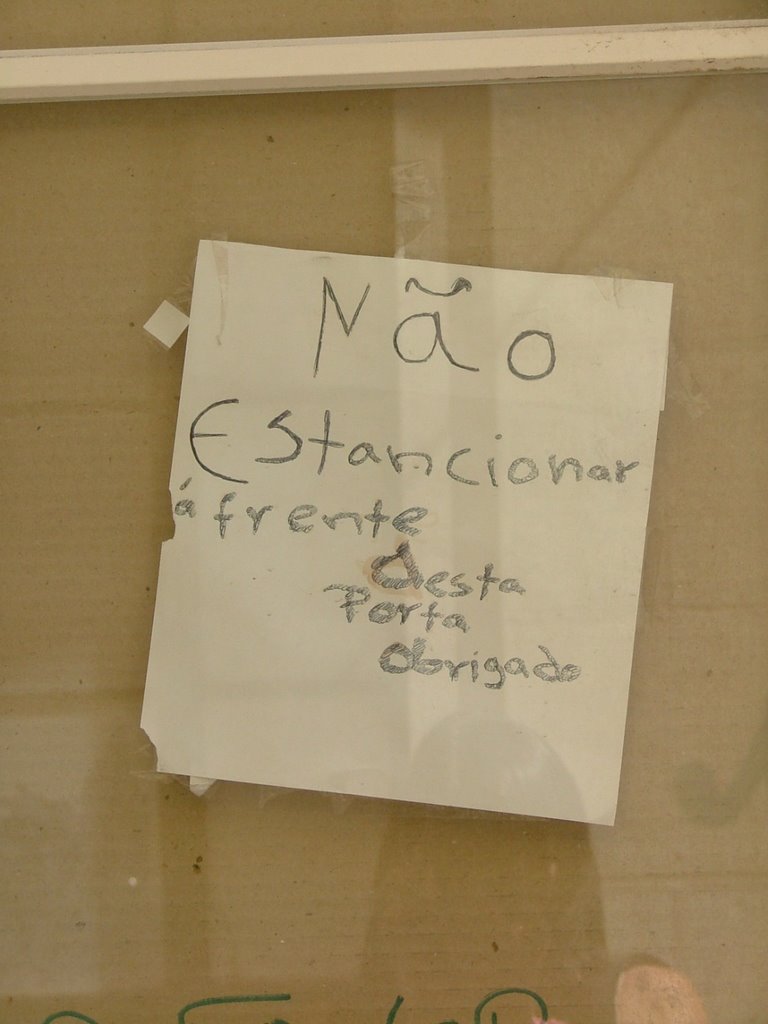 Não
Estancionar
á frente
desta
Porta
Obrigado